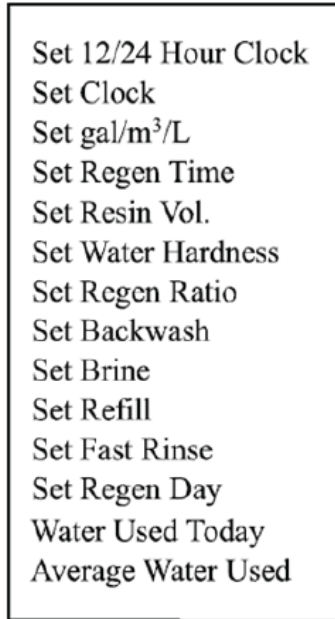 Set 12/24 Hour Clock
Set Clock
Set gal/m³/L
Set Regen Time
Set Resin Vol.
Set Water Hardness
Set Regen Ratio
Set Backwash
Set Brine
Set Refill
Set Fast Rinse
Set Regen Day
Water Used Today
Average Water Used